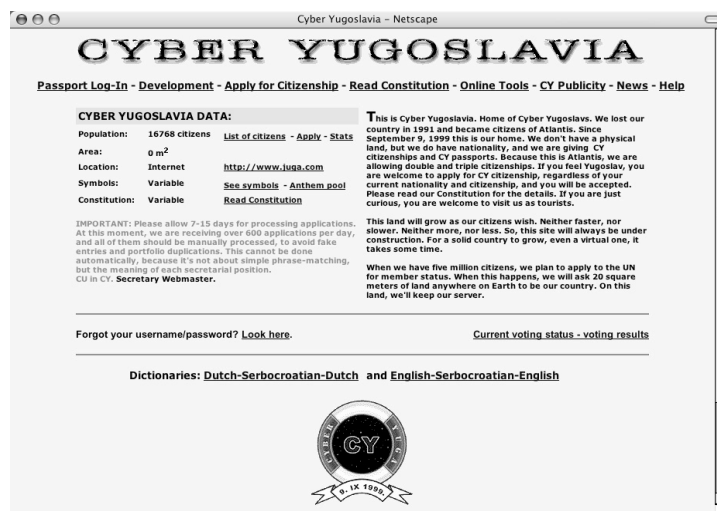 Cyber Yugoslavia – Netscape
CYBER YUGOSLAVIA
Passport Log-In - Development - Apply for Citizenship - Read Constitution - Online Tools - CY Publicity - News - Help
CYBER YUGOSLAVIA DATA:
Population: 16768 citizens List of citizens - Apply - Stats
Area: 0 m²
Location: Internet http://www.juga.com
Symbols: Variable See symbols - Anthem pool
Constitution: Variable Read Constitution
IMPORTANT: Please allow 7-15 days for processing applications.
At this moment, we are receiving over 600 applications per day,
and all of them should be manually processed, to avoid fake
entries and portfolio duplications. This cannot be done
automatically, because it's not about simple phrase-matching,
but the meaning of each secretarial position.
CU in CY. Secretary Webmaster.
This is Cyber Yugoslavia. Home of Cyber Yugoslavs. We lost our
country in 1991 and became citizens of Atlantis. Since
September 9, 1999 this is our home. We don't have a physical
land, but we do have nationality, and we are giving CY
citizenships and CY passports. Because this is Atlantis, we are
allowing double and triple citizenships. If you feel Yugoslav, you
are welcome to apply for CY citizenship, regardless of your
current nationality and citizenship, and you will be accepted.
Please read our Constitution for the details. If you are just
curious, you are welcome to visit us as tourists.
This land will grow as our citizens wish. Neither faster, nor
slower. Neither more, nor less. So, this site will always be under
construction. For a solid country to grow, even a virtual one, it
takes some time.
When we have five million citizens, we plan to apply to the UN
for member status. When this happens, we will ask 20 square
meters of land anywhere on Earth to be our country. On this
land, we'll keep our server.
Forgot your username/password? Look here.
Current voting status - voting results
Dictionaries: Dutch-Serbocroatian-Dutch and English-Serbocroatian-English
CYBER YUGA
CY
9. IX 1999.